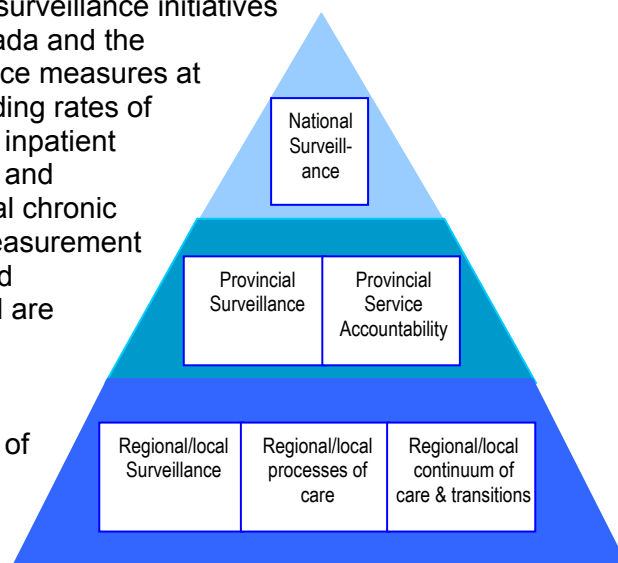 surveillance initiatives
ada and the
ce measures at
ding rates of
inpatient
and
al chronic
easurement
d
l are
of
National
Surveill-
ance
Provincial
Surveillance
Provincial
Service
Accountability
Regional/local
Surveillance
Regional/local
processes of
care
Regional/local
continuum of
care & transitions